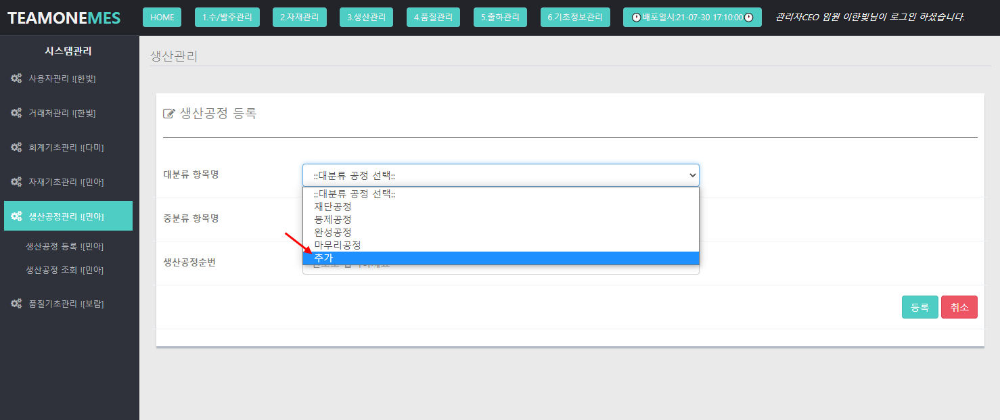 TEAMONEMES
HOME
1.수/발주관리
2.자재관리
3.생산관리
4.품질관리
5.출하관리
6.기초정보관리
배포일시:21-07-30 17:10:00
관리자CEO 임원 이한빛님이 로그인 하셨습니다.
시스템관리
사용자관리 ![한빛]
거래처관리 ![한빛]
회계기초관리 ![다미]
자재기초관리 ![민아]
생산공정관리 ![민아]
생산공정 등록 ![민아]
생산공정 조회 ![민아]
품질기초관리 ![보람]
생산관리
생산공정 등록
대분류 항목명
::대분류 공정 선택::
::대분류 공정 선택::
재단공정
봉제공정
완성공정
마무리공정
추가
중분류 항목명
생산공정순번
등록
취소